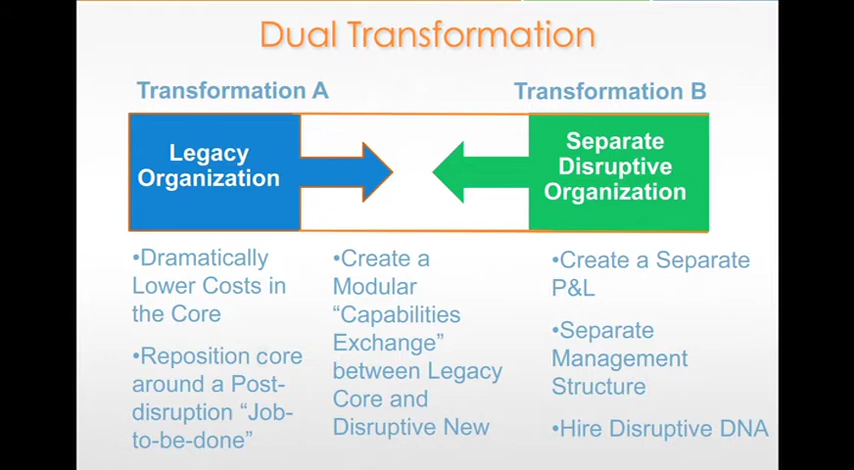 Dual Transformation
Transformation A
Transformation B
Legacy
Organization
Separate
Disruptive
Organization
•Dramatically
Lower Costs in
the Core
•Reposition core
around a Post-
disruption “Job-
to-be-done”
•Create a
Modular
“Capabilities
Exchange”
between Legacy
Core and
Disruptive New
•Create a Separate
P&L
•Separate
Management
Structure
•Hire Disruptive DNA